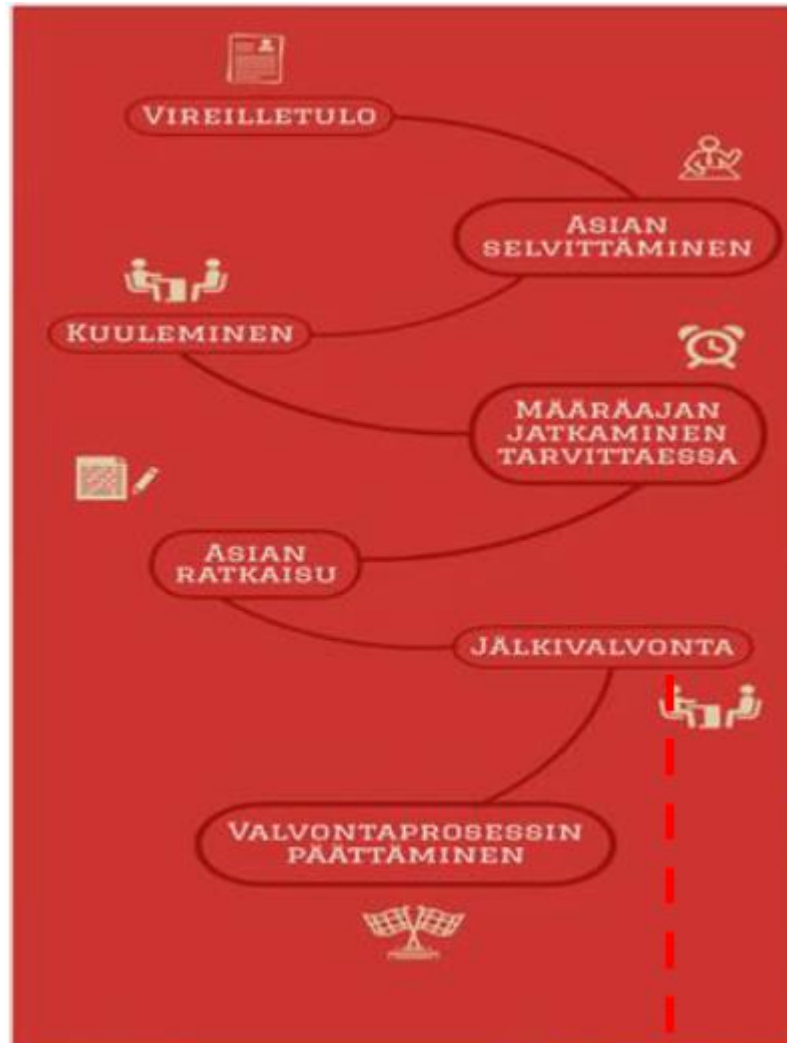 VIREILLETULO
ASIAN
SELVITTÄMINEN
KUULEMINEN
MÄÄRÄAJAN
JATKAMINEN
TARVITTAESSA
ASIAN
RATKAISU
JÄLKIVALVONTA
VALVONTAPROSESSIN
PÄÄTTÄMINEN